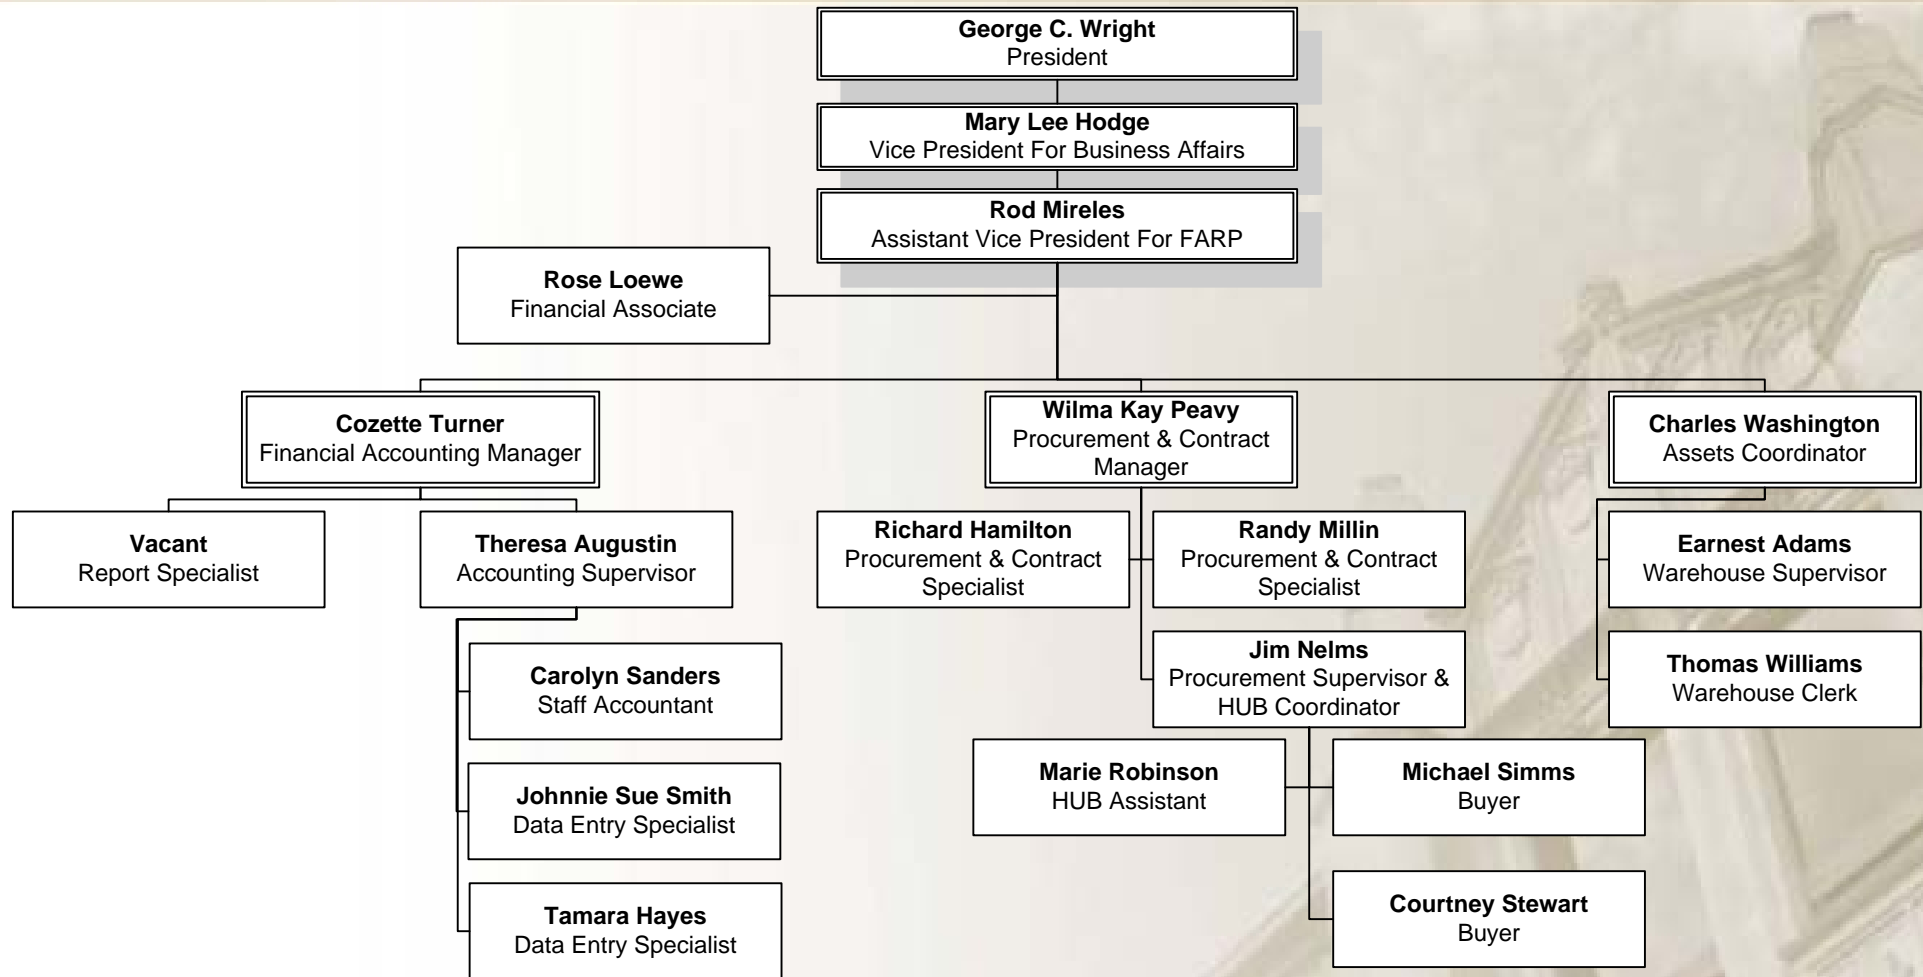 George C. Wright
President
Mary Lee Hodge
Vice President For Business Affairs
Rod Mireles
Assistant Vice President For FARP
Rose Loewe
Financial Associate
Cozette Turner
Financial Accounting Manager
Wilma Kay Peavy
Procurement & Contract
Manager
Charles Washington
Assets Coordinator
Vacant
Report Specialist
Theresa Augustin
Accounting Supervisor
Richard Hamilton
Procurement & Contract
Specialist
Randy Millin
Procurement & Contract
Specialist
Earnest Adams
Warehouse Supervisor
Carolyn Sanders
Staff Accountant
Jim Nelms
Procurement Supervisor &
HUB Coordinator
Thomas Williams
Warehouse Clerk
Johnnie Sue Smith
Data Entry Specialist
Marie Robinson
HUB Assistant
Michael Simms
Buyer
Tamara Hayes
Data Entry Specialist
Courtney Stewart
Buyer